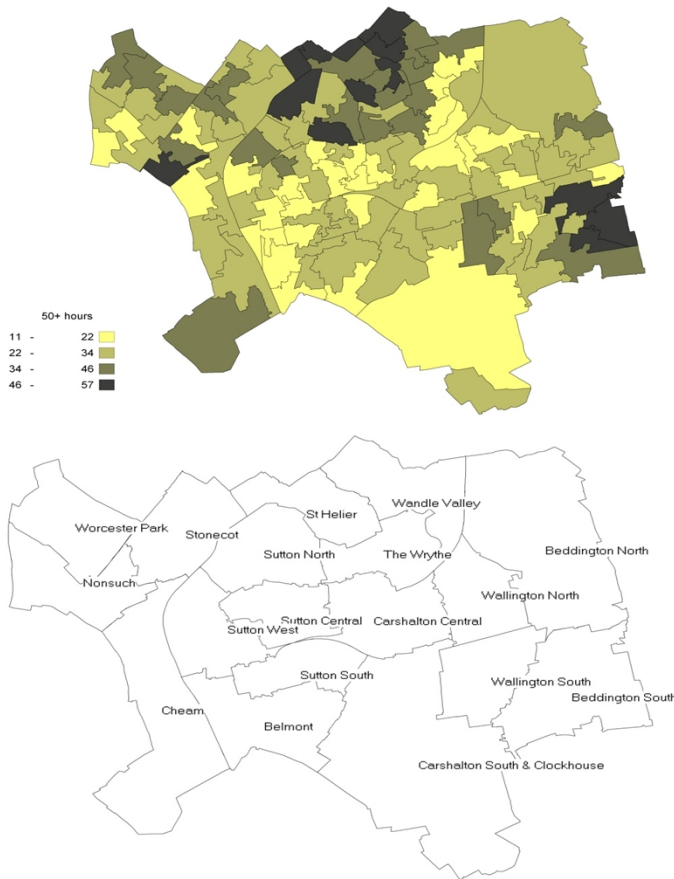 50+ hours
11 - 22
22 - 34
34 - 46
46 - 57
Worcester Park
Stonecot
St Helier
Wandle Valley
Nonsuch
Sutton North
The Wrythe
Beddington North
Wallington North
Sutton Central
Carshalton Central
Sutton West
Sutton South
Wallington South
Beddington South
Cheam
Belmont
Carshalton South & Clockhouse